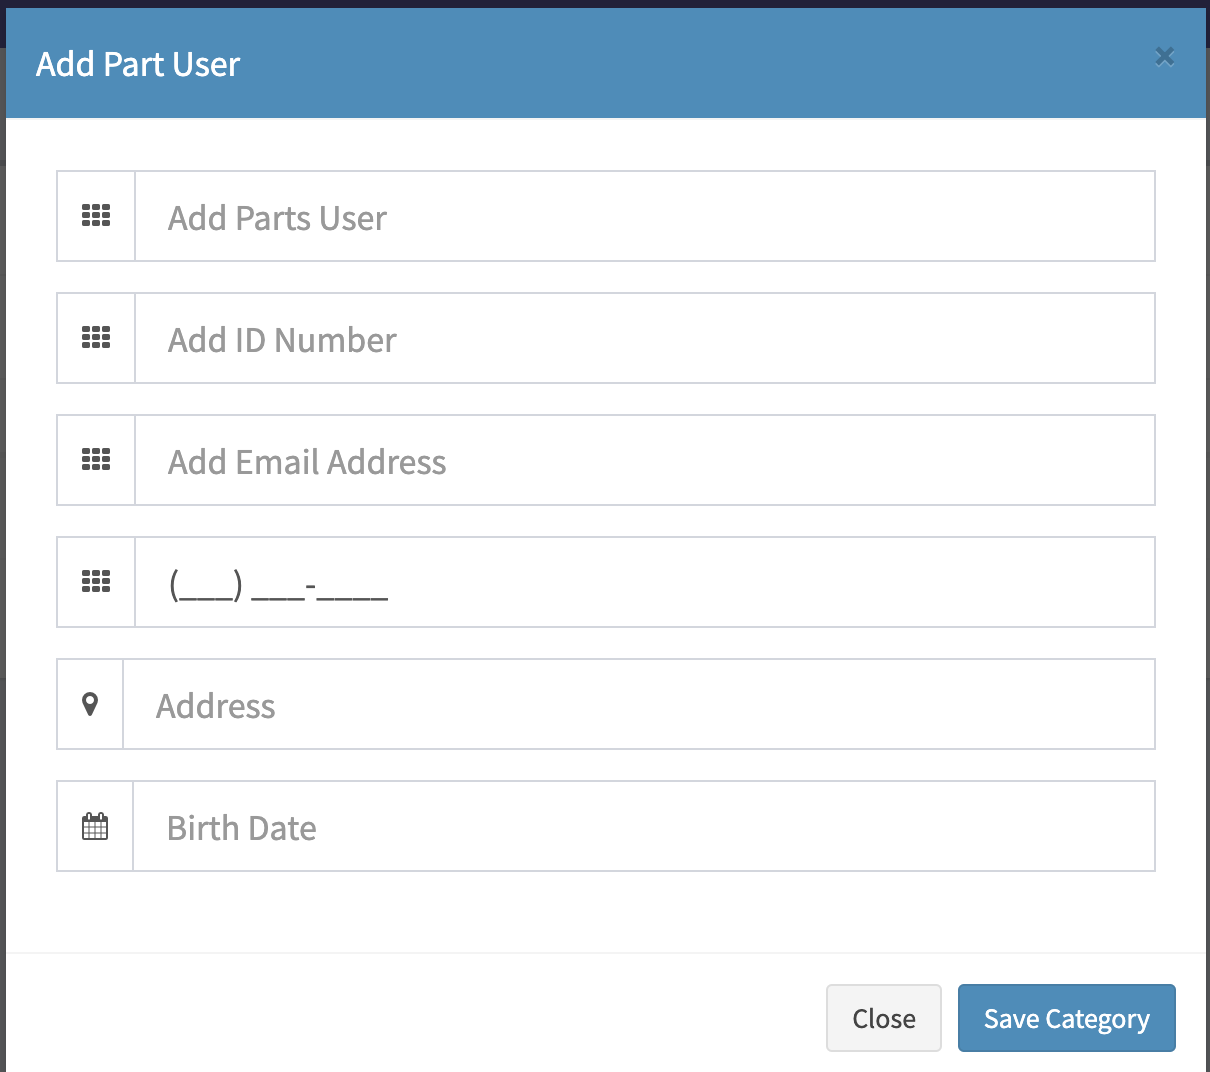 Add Part User
×
Add Parts User
Add ID Number
Add Email Address
(___) ___-____
Address
Birth Date
Close
Save Category